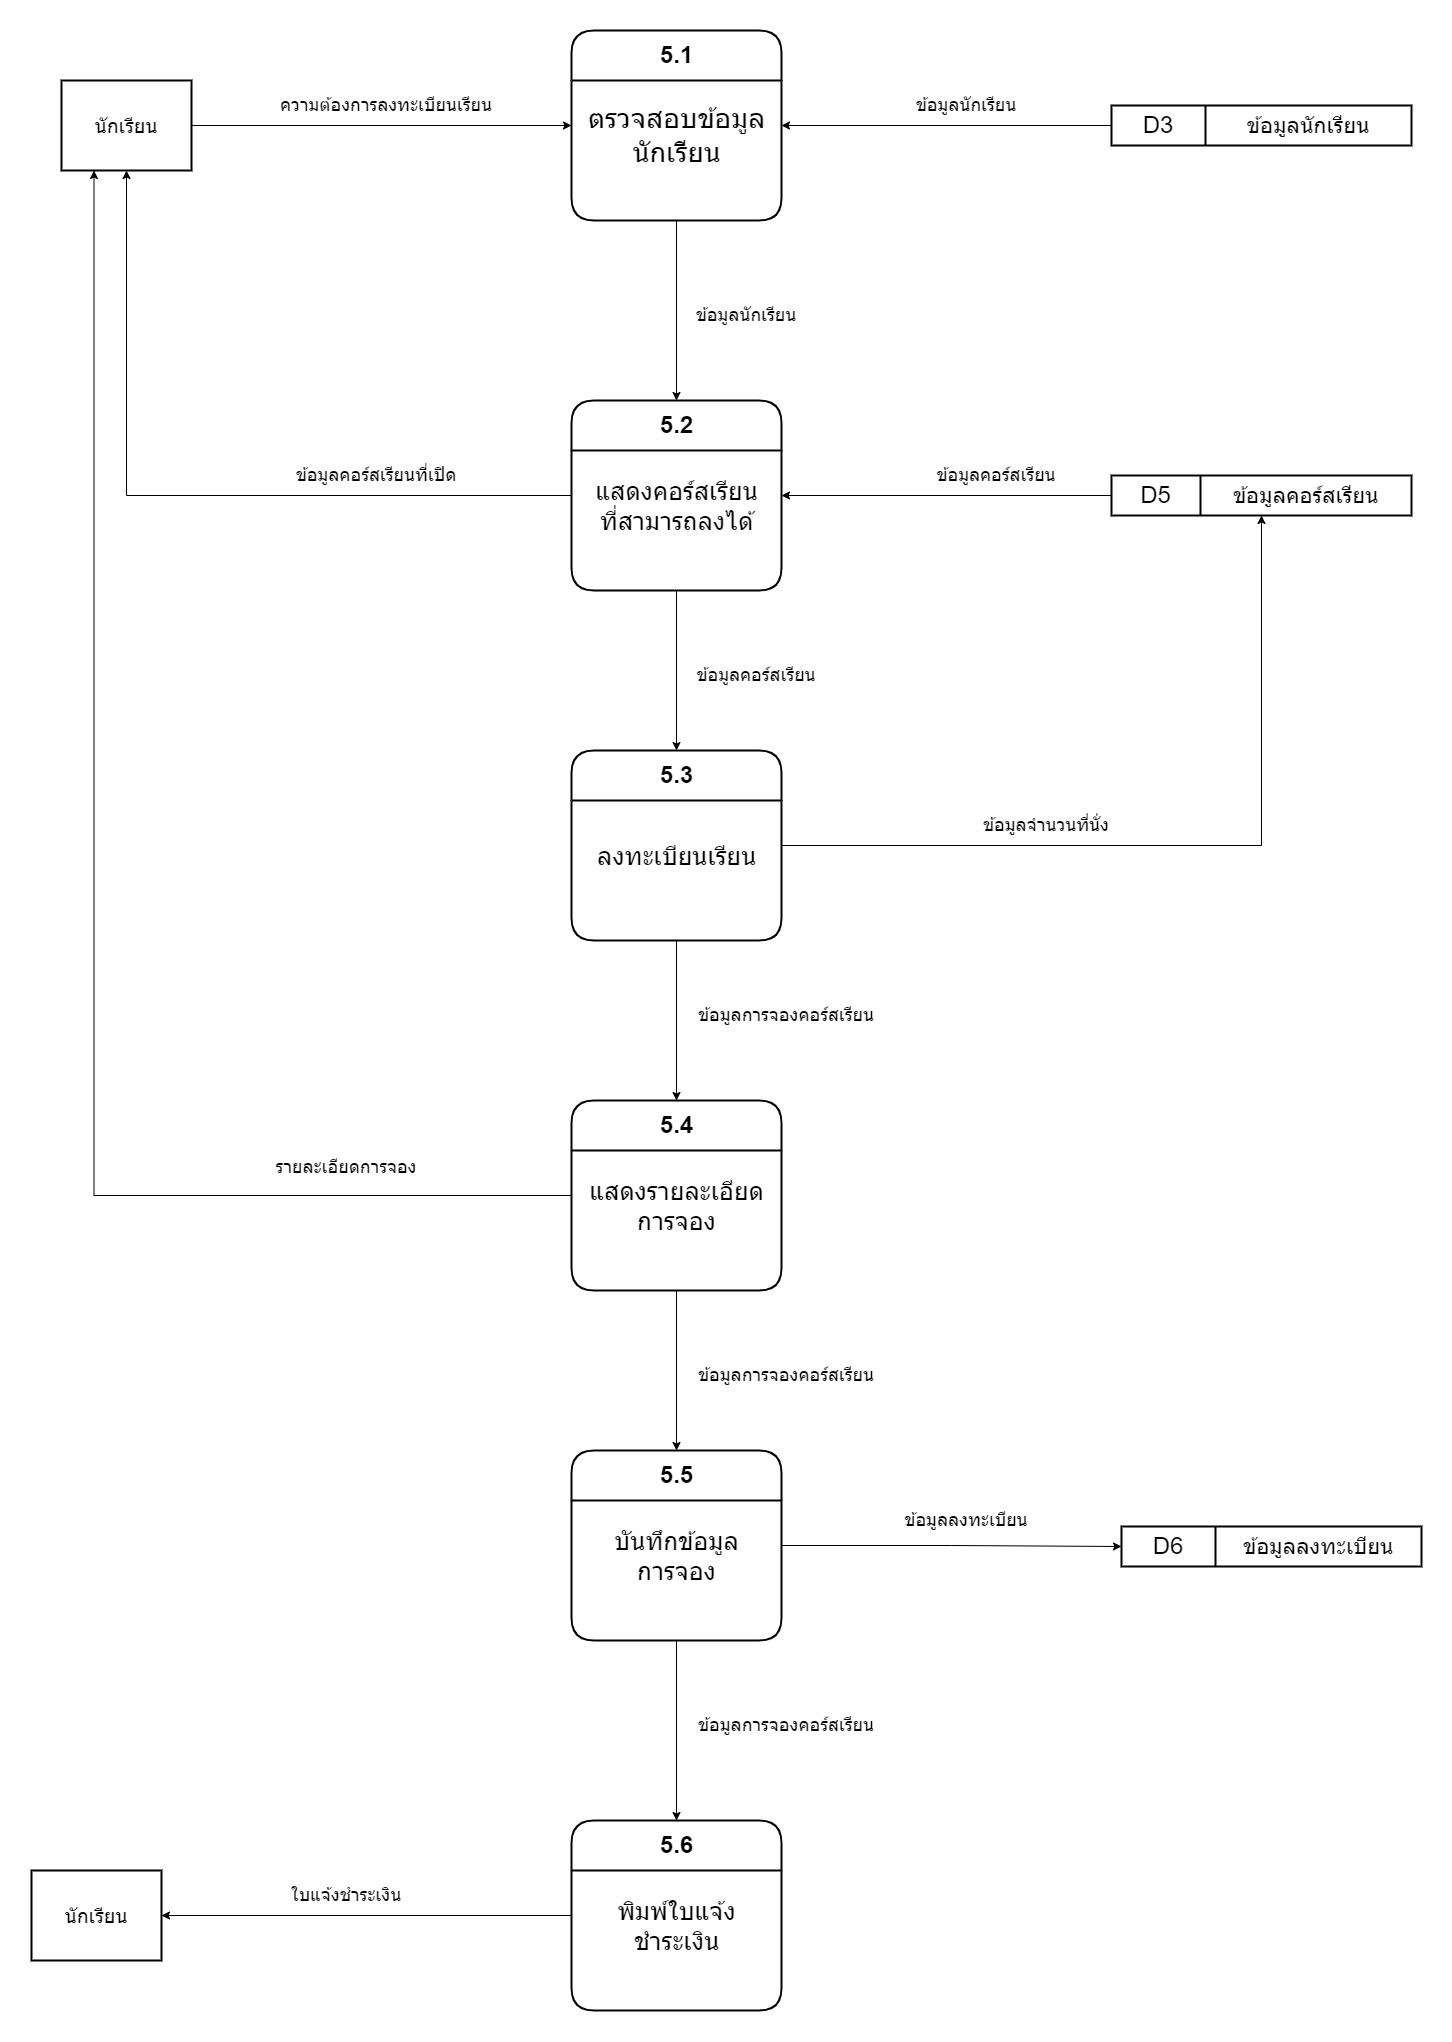 5.1
นักเรียน
ความต้องการลงทะเบียนเรียน
ตรวจสอบข้อมูล
นักเรียน
ข้อมูลนักเรียน
D3
ข้อมูลนักเรียน
ข้อมูลนักเรียน
5.2
ข้อมูลคอร์สเรียนที่เปิด
แสดงคอร์สเรียน
ที่สามารถลงได้
ข้อมูลคอร์สเรียน
D5
ข้อมูลคอร์สเรียน
ข้อมูลคอร์สเรียน
5.3
ลงทะเบียนเรียน
ข้อมูลจำนวนที่นั่ง
ข้อมูลการจองคอร์สเรียน
5.4
รายละเอียดการจอง
แสดงรายละเอียด
การจอง
ข้อมูลการจองคอร์สเรียน
5.5
บันทึกข้อมูล
การจอง
ข้อมูลลงทะเบียน
D6
ข้อมูลลงทะเบียน
ข้อมูลการจองคอร์สเรียน
5.6
นักเรียน
ใบแจ้งชำระเงิน
พิมพ์ใบแจ้ง
ชำระเงิน